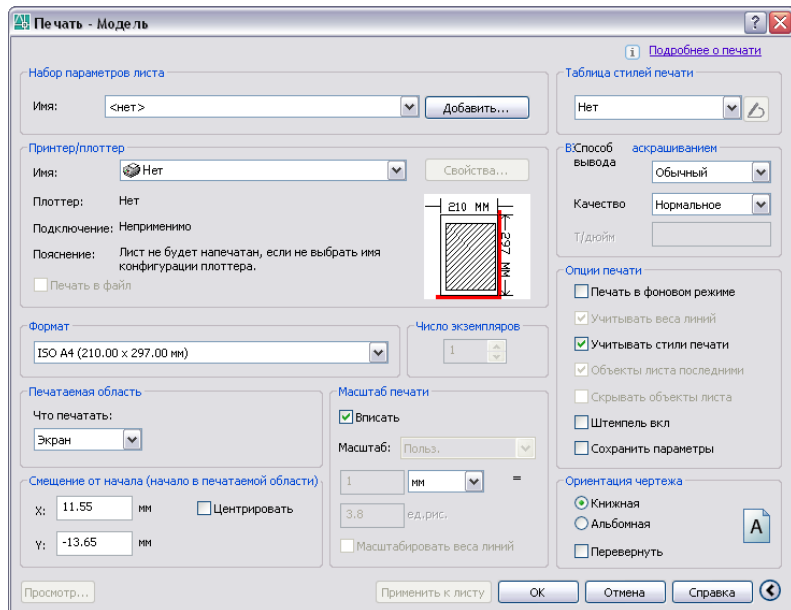 Печать - Модель
Подробнее о печати
Набор параметров листа
Имя: <нет> Добавить...
Таблица стилей печати
Нет
Принтер/плоттер
Имя: Нет Свойства...
Плоттер: Нет
Подключение: Неприменимо
Пояснение: Лист не будет напечатан, если не выбрать имя
конфигурации плоттера.
Печать в файл
210 MM
297 MM
ВСпособ аскрашиванием
вывода Обычный
Качество Нормальное
Т/дюйм
Формат
ISO A4 (210.00 x 297.00 мм)
Число экземпляров
1
Опции печати
Печать в фоновом режиме
Учитывать веса линий
Учитывать стили печати
Объекты листа последними
Скрывать объекты листа
Штемпель вкл
Сохранить параметры
Печатаемая область
Что печатать:
Экран
Масштаб печати
Вписать
Масштаб: Польз.
1 мм =
3.8 ед.рис.
Масштабировать веса линий
Смещение от начала (начало в печатаемой области)
X: 11.55 мм Центрировать
Y: -13.65 мм
Ориентация чертежа
Книжная
Альбомная
Перевернуть
A
Просмотр... Применить к листу ОК Отмена Справка